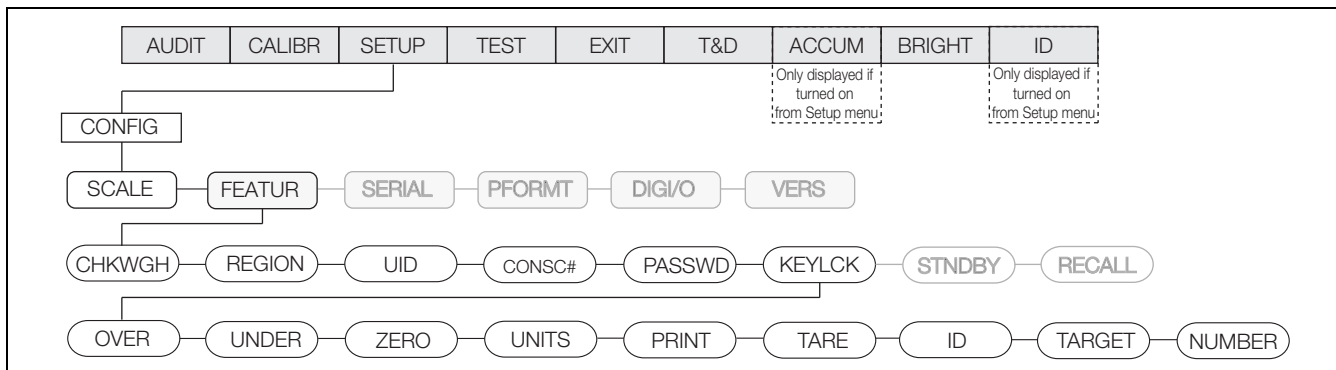 AUDIT CALIBR SETUP TEST EXIT T&D ACCUM BRIGHT ID
Only displayed if turned on from Setup menu
Only displayed if turned on from Setup menu
CONFIG
SCALE FEATUR SERIAL PFORMT DIGI/O VERS
CHKWGH REGION UID CONSC# PASSWD KEYLCK STNDBY RECALL
OVER UNDER ZERO UNITS PRINT TARE ID TARGET NUMBER